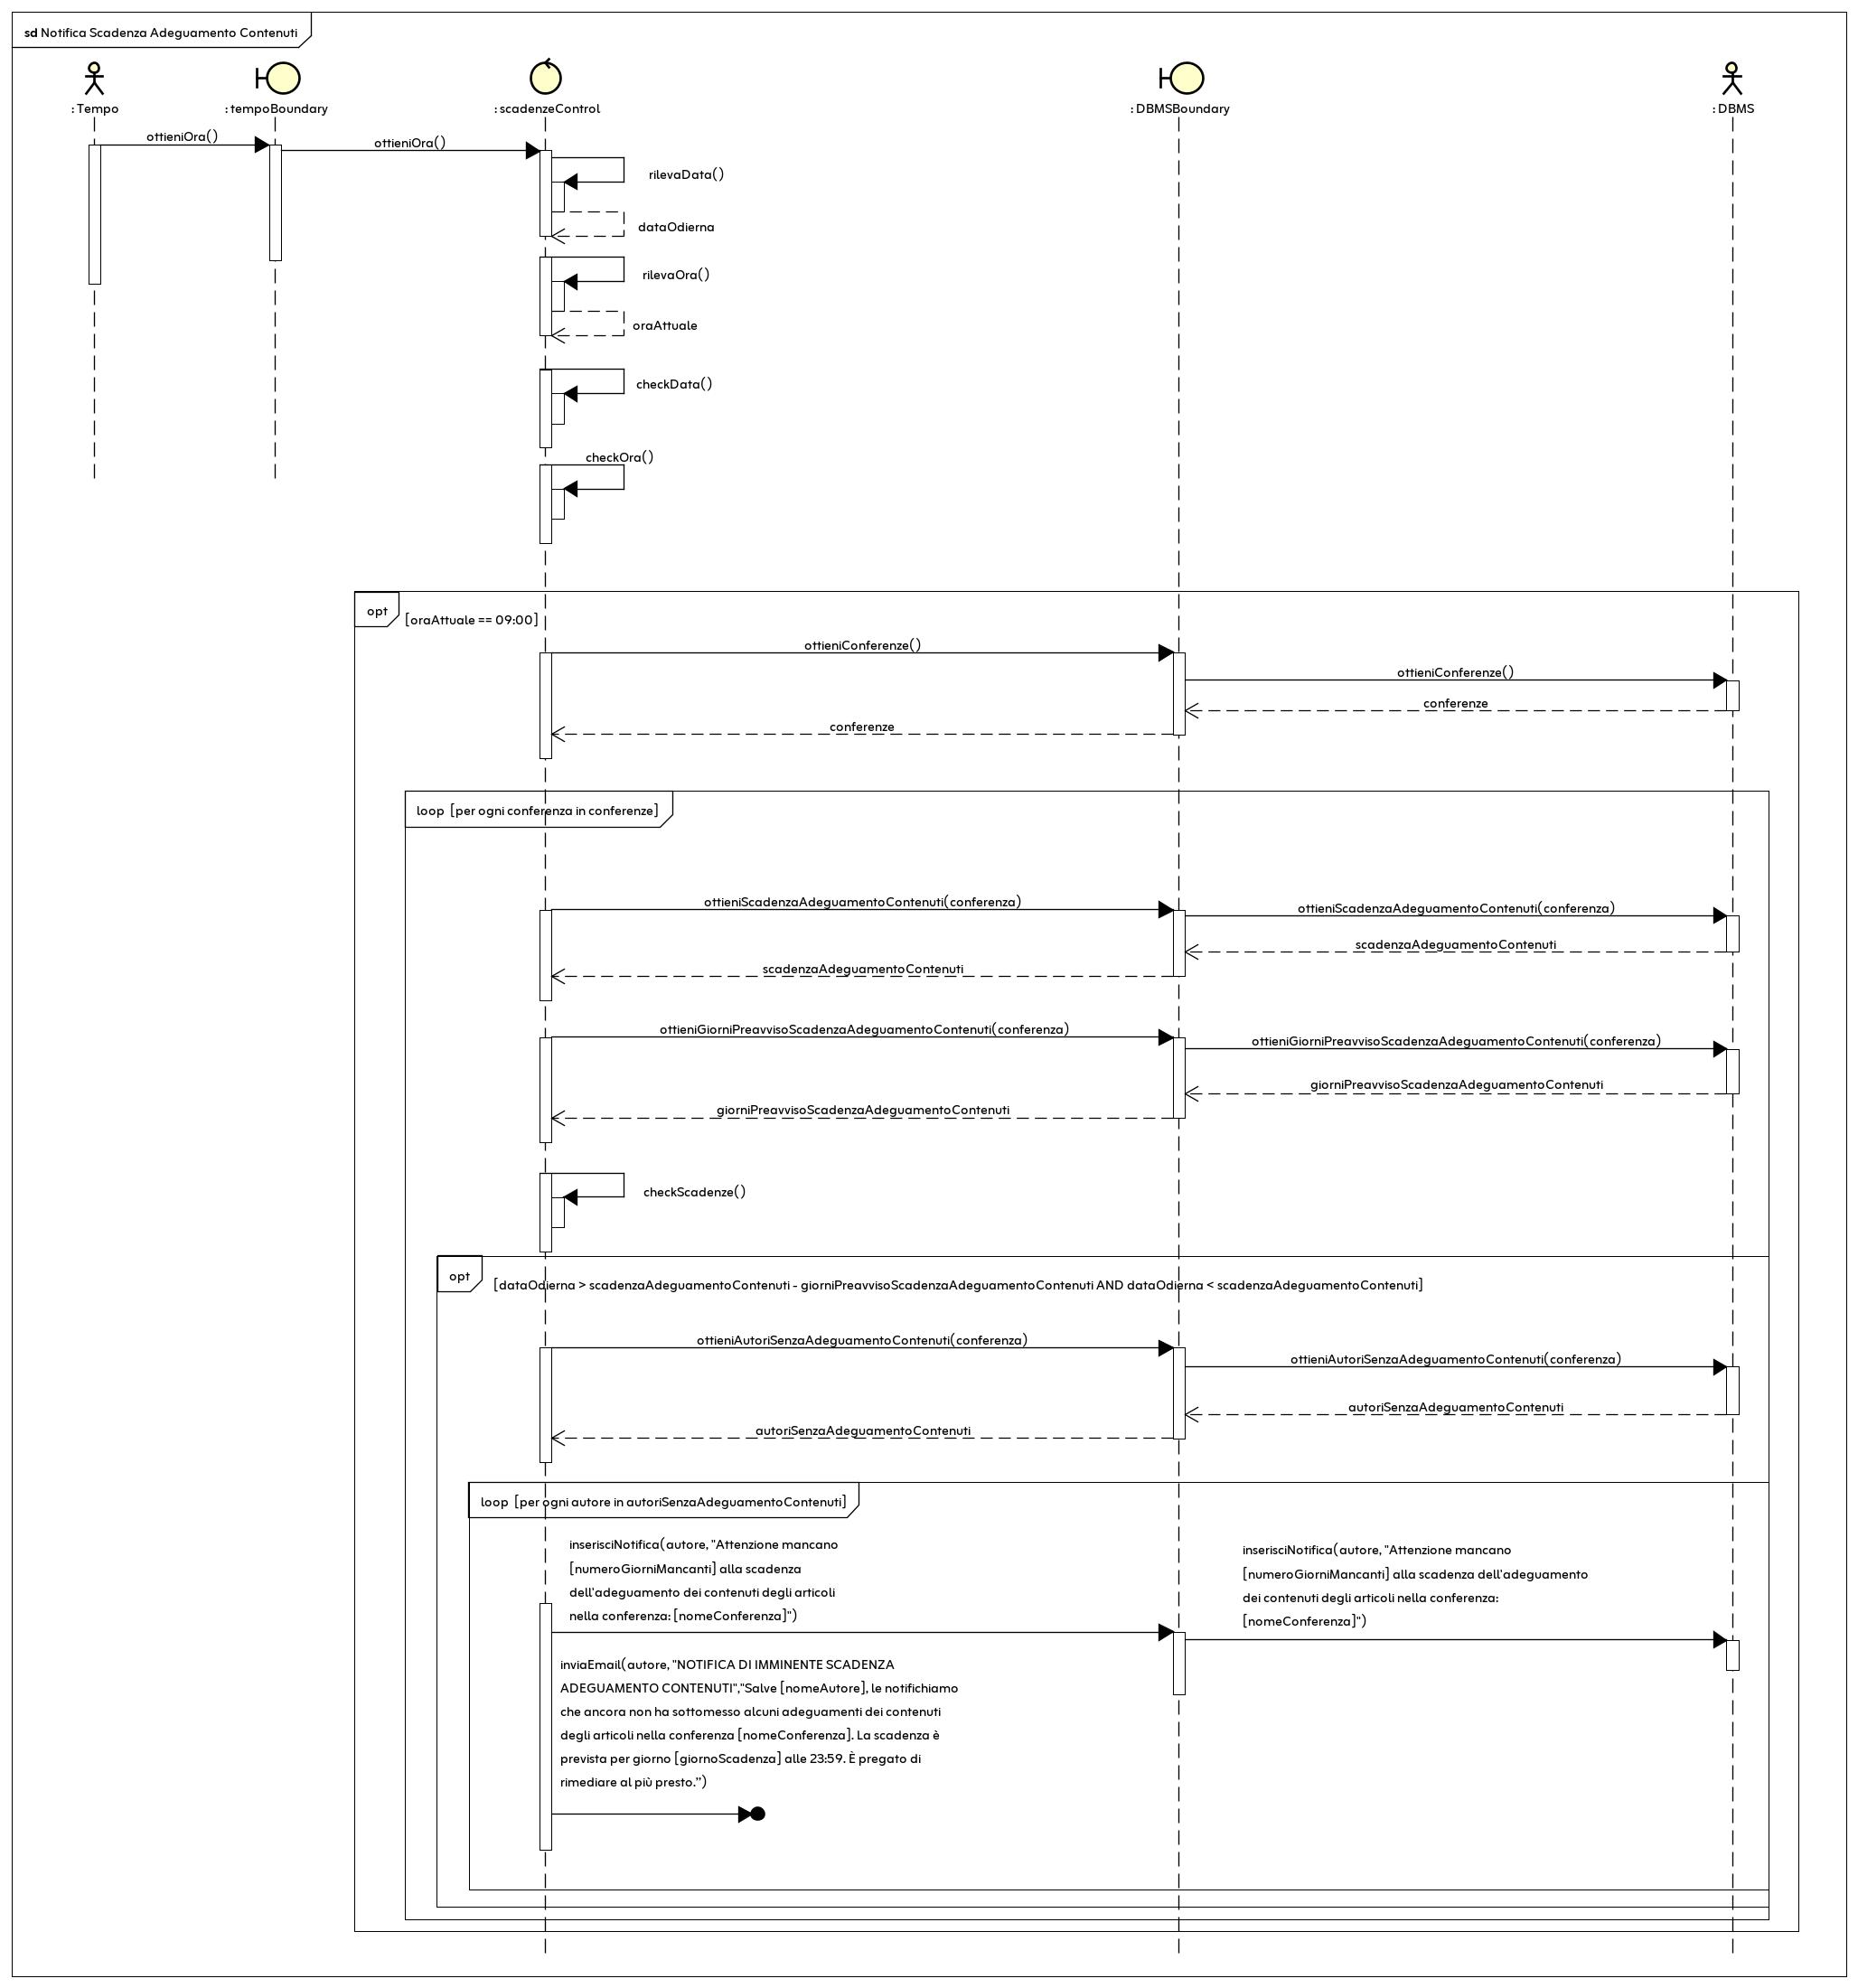 sd Notifica Scadenza Adeguamento Contenuti
: Tempo
: tempoBoundary
: scadenzeControl
: DBMSBoundary
: DBMS
ottieniOra()
ottieniOra()
rilevaData()
dataOdierna
rilevaOra()
oraAttuale
checkData()
checkOra()
opt
[oraAttuale == 09:00]
ottieniConferenze()
ottieniConferenze()
conferenze
conferenze
loop [per ogni conferenza in conferenze]
ottieniScadenzaAdeguamentoContenuti(conferenza)
ottieniScadenzaAdeguamentoContenuti(conferenza)
scadenzaAdeguamentoContenuti
scadenzaAdeguamentoContenuti
ottieniGiorniPreavvisoScadenzaAdeguamentoContenuti(conferenza)
ottieniGiorniPreavvisoScadenzaAdeguamentoContenuti(conferenza)
giorniPreavvisoScadenzaAdeguamentoContenuti
giorniPreavvisoScadenzaAdeguamentoContenuti
checkScadenze()
opt
[dataOdierna > scadenzaAdeguamentoContenuti - giorniPreavvisoScadenzaAdeguamentoContenuti AND dataOdierna < scadenzaAdeguamentoContenuti]
ottieniAutoriSenzaAdeguamentoContenuti(conferenza)
ottieniAutoriSenzaAdeguamentoContenuti(conferenza)
autoriSenzaAdeguamentoContenuti
autoriSenzaAdeguamentoContenuti
loop [per ogni autore in autoriSenzaAdeguamentoContenuti]
inserisciNotifica(autore, "Attenzione mancano
[numeroGiorniMancanti] alla scadenza
dell'adeguamento dei contenuti degli articoli
nella conferenza: [nomeConferenza]")
inserisciNotifica(autore, "Attenzione mancano
[numeroGiorniMancanti] alla scadenza dell'adeguamento
dei contenuti degli articoli nella conferenza:
[nomeConferenza]")
inviaEmail(autore, "NOTIFICA DI IMMINENTE SCADENZA
ADEGUAMENTO CONTENUTI","Salve [nomeAutore], le notifichiamo
che ancora non ha sottomesso alcuni adeguamenti dei contenuti
degli articoli nella conferenza [nomeConferenza]. La scadenza è
prevista per giorno [giornoScadenza] alle 23:59. È pregato di
rimediare al più presto.”)